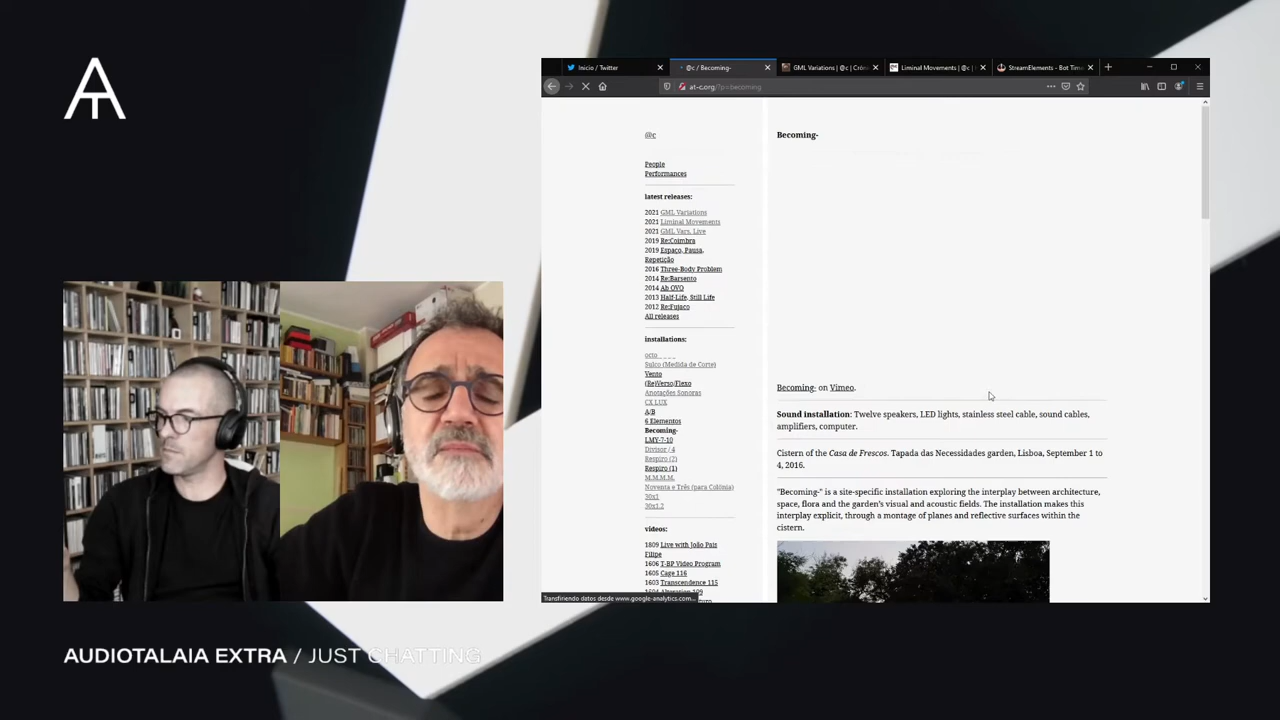 AT
Inicio / Twitter
@c / Becoming-
GML Variations | @c | Crón
Liminal Movements | @c |
StreamElements - Bot Time
at-c.org/?p=becoming
@c
People
Performances
latest releases:
2021 GML Variations
2021 Liminal Movements
2021 GML Vars, Live
2019 Re:Coimbra
2019 Espaço, Pausa,
Repetição
2016 Three-Body Problem
2014 Re:Barsento
2014 Ab OVO
2013 Half-Life, Still Life
2012 Re:Funaco
All releases
installations:
octo_ _ _ _
Sulco (Medida de Corte)
Vento
(Re)Verso/Flexo
Anotações Sonoras
CX LUX
A/B
6 Elementos
Becoming-
LMY-7-10
Divisor / 4
Respiro (2)
Respiro (1)
M.M.M.M.
Noventa e Três (para Colónia)
30x1
30x1.2
videos:
1809 Live with João Pais
Filipe
1606 T-BP Video Program
1605 Cage 116
1603 Transcendence 115
Becoming-
Becoming- on Vimeo.
Sound installation: Twelve speakers, LED lights, stainless steel cable, sound cables,
amplifiers, computer.
Cistern of the Casa de Frescos. Tapada das Necessidades garden, Lisboa, September 1 to
4, 2016.
"Becoming-" is a site-specific installation exploring the interplay between architecture,
space, flora and the garden's visual and acoustic fields. The installation makes this
interplay explicit, through a montage of planes and reflective surfaces within the
cistern.
Transfiriendo datos desde www.google-analytics.com...
AUDIOTALAIA EXTRA / JUST CHATTING